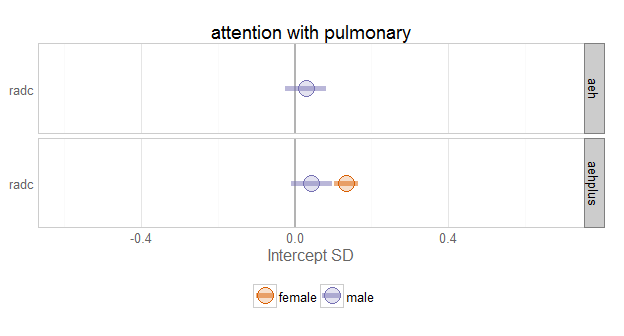 attention with pulmonary
radc
aeh
radc
aehplus
-0.4 0.0 0.4
Intercept SD
female male